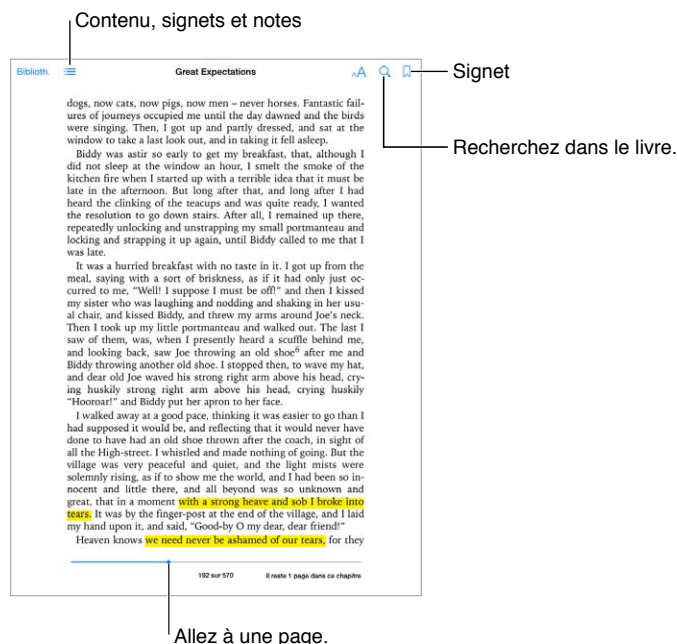 Contenu, signets et notes
Biblioth.
Great Expectations
AA
Signet
Recherchez dans le livre.
dogs, now cats, now pigs, now men – never horses. Fantastic fail-
ures of journeys occupied me until the day dawned and the birds
were singing. Then, I got up and partly dressed, and sat at the
window to take a last look out, and in taking it fell asleep.
Biddy was astir so early to get my breakfast, that, although I
did not sleep at the window an hour, I smelt the smoke of the
kitchen fire when I started up with a terrible idea that it must be
late in the afternoon. But long after that, and long after I had
heard the clinking of the teacups and was quite ready, I wanted
the resolution to go down stairs. After all, I remained up there,
repeatedly unlocking and unstrapping my small portmanteau and
locking and strapping it up again, until Biddy called to me that I
was late.
It was a hurried breakfast with no taste in it. I got up from the
meal, saying with a sort of briskness, as if it had only just oc-
curred to me, “Well! I suppose I must be off!” and then I kissed
my sister who was laughing and nodding and shaking in her usu-
al chair, and kissed Biddy, and threw my arms around Joe’s neck.
Then I took up my little portmanteau and walked out. The last I
saw of them, was, when I presently heard a scuffle behind me,
and looking back, saw Joe throwing an old shoe6 after me and
Biddy throwing another old shoe. I stopped then, to wave my hat,
and dear old Joe waved his strong right arm above his head, cry-
ing huskily strong right arm above his head, crying huskily
“Hooroar!” and Biddy put her apron to her face.
I walked away at a good pace, thinking it was easier to go than I
had supposed it would be, and reflecting that it would never have
done to have had an old shoe thrown after the coach, in sight of
all the High-street. I whistled and made nothing of going. But the
village was very peaceful and quiet, and the light mists were
solemnly rising, as if to show me the world, and I had been so in-
nocent and little there, and all beyond was so unknown and
great, that in a moment with a strong heave and sob I broke into
tears. It was by the finger-post at the end of the village, and I laid
my hand upon it, and said, “Good-by O my dear, dear friend!”
Heaven knows we need never be ashamed of our tears, for they
192 sur 570
Il reste 1 page dans ce chapitre
Allez à une page.